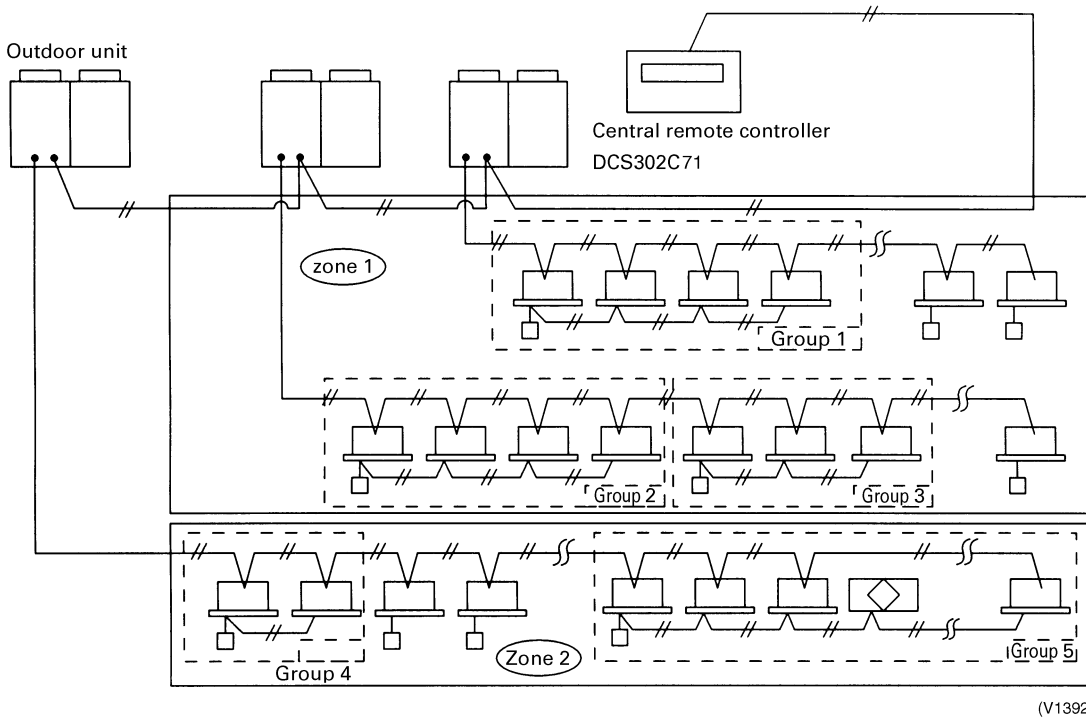 Outdoor unit
Central remote controller
DCS302C71
zone 1
Group 1
Group 2
Group 3
Zone 2
Group 5
Group 4
(V1392